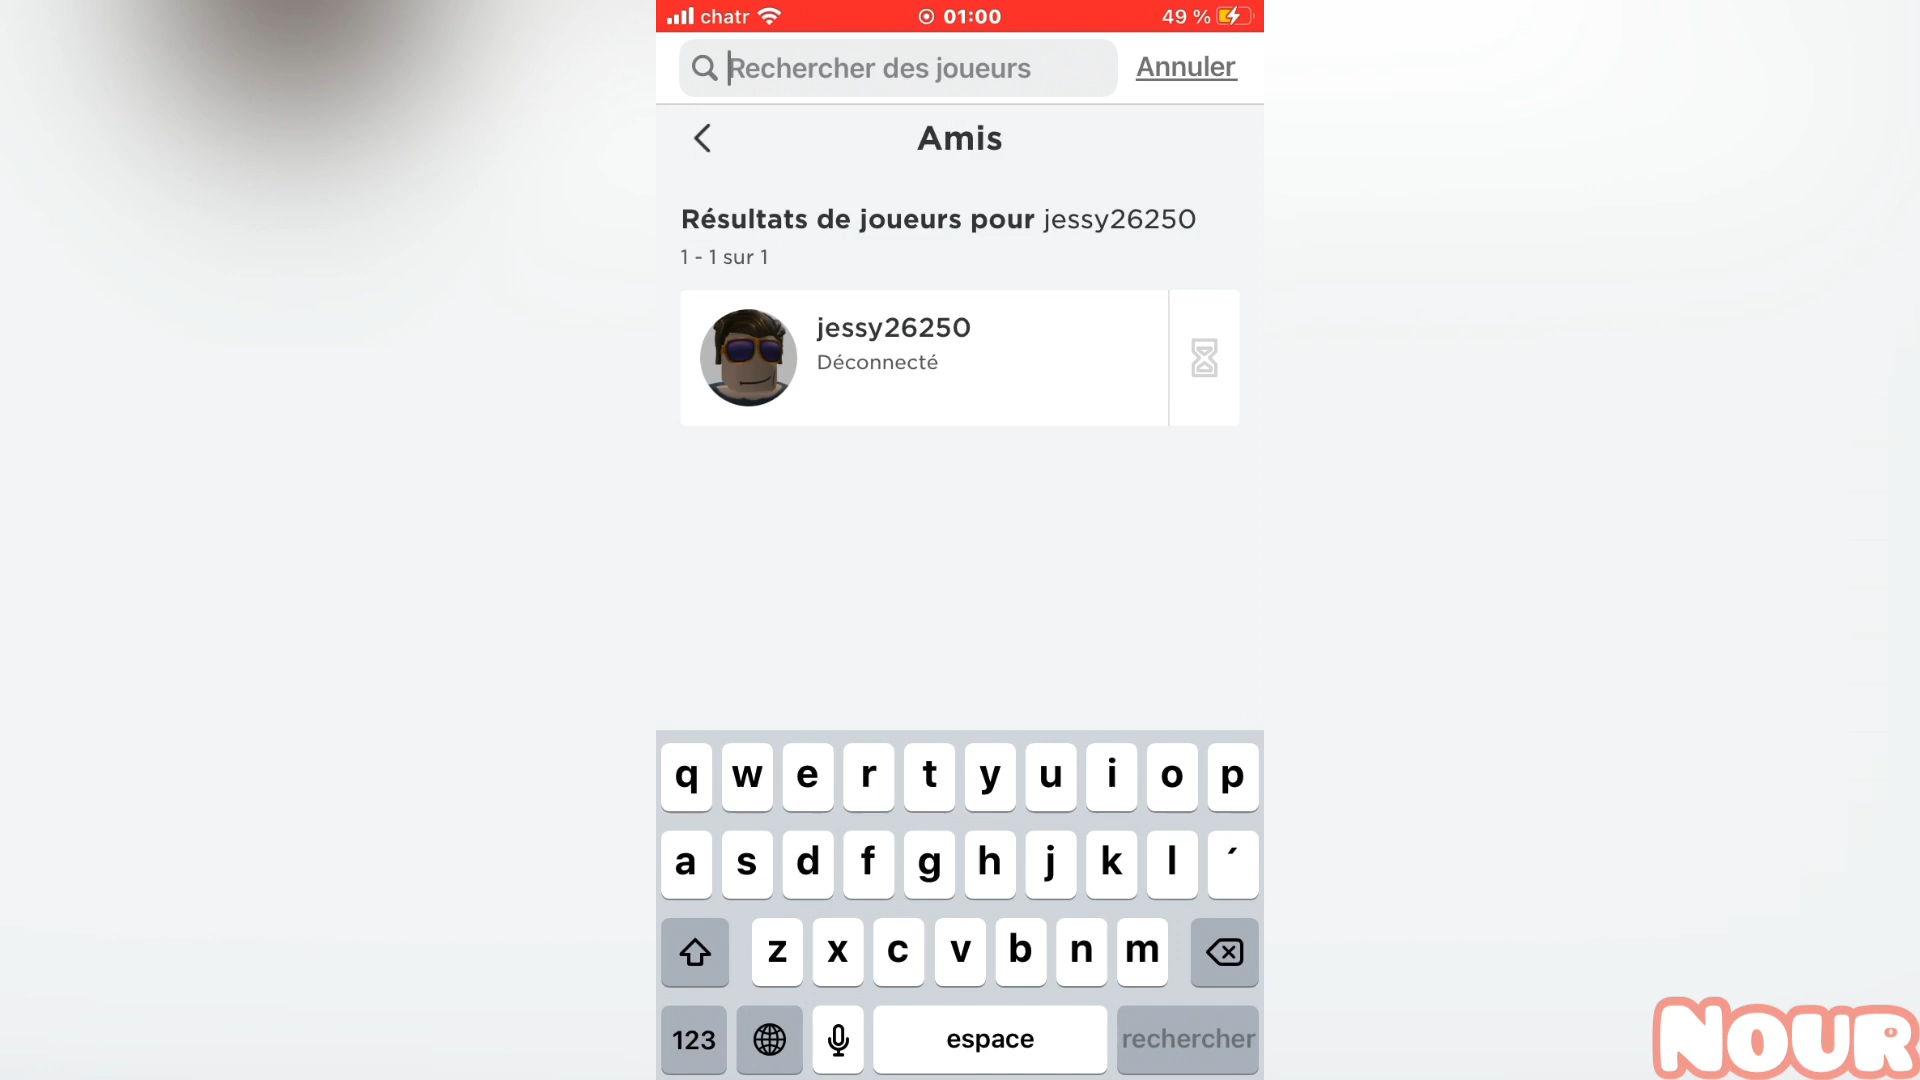 chatr 01:00 49 %
Rechercher des joueurs Annuler
Amis
Résultats de joueurs pour jessy26250
1 - 1 sur 1
jessy26250
Déconnecté
q w e r t y u i o p
a s d f g h j k l ´
z x c v b n m
123 espace rechercher
NOUR